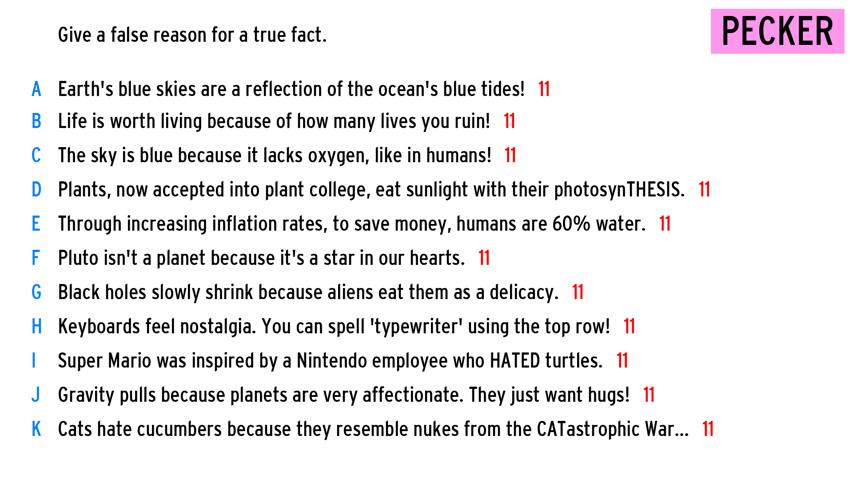 Give a false reason for a true fact.
PECKER
A Earth's blue skies are a reflection of the ocean's blue tides! 11
B Life is worth living because of how many lives you ruin! 11
C The sky is blue because it lacks oxygen, like in humans! 11
D Plants, now accepted into plant college, eat sunlight with their photosynTHESIS. 11
E Through increasing inflation rates, to save money, humans are 60% water. 11
F Pluto isn't a planet because it's a star in our hearts. 11
G Black holes slowly shrink because aliens eat them as a delicacy. 11
H Keyboards feel nostalgia. You can spell 'typewriter' using the top row! 11
I Super Mario was inspired by a Nintendo employee who HATED turtles. 11
J Gravity pulls because planets are very affectionate. They just want hugs! 11
K Cats hate cucumbers because they resemble nukes from the CATastrophic War... 11